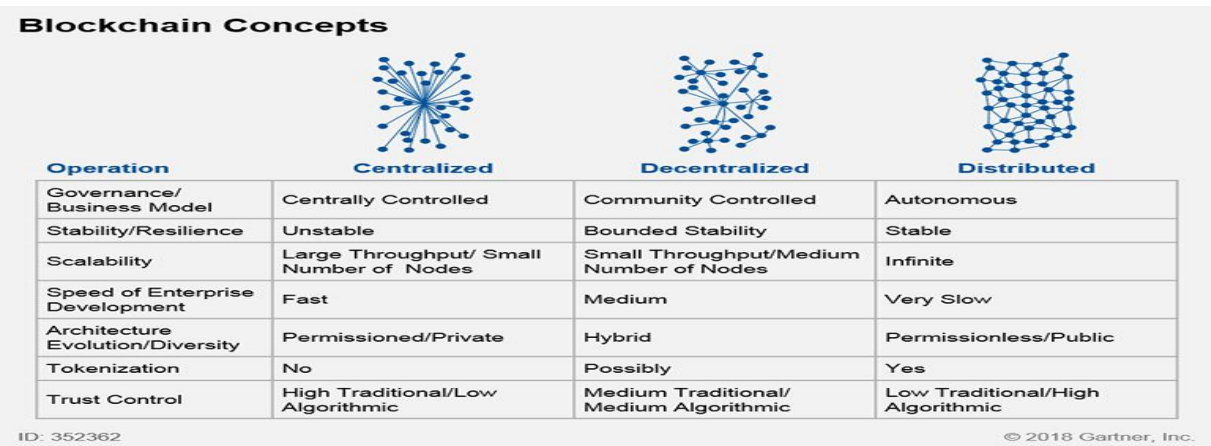 Blockchain Concepts
Operation Centralized Decentralized Distributed
Governance/
Business Model Centrally Controlled Community Controlled Autonomous
Stability/Resilience Unstable Bounded Stability Stable
Scalability Large Throughput/ Small
Number of Nodes Small Throughput/Medium
Number of Nodes Infinite
Speed of Enterprise
Development Fast Medium Very Slow
Architecture
Evolution/Diversity Permissioned/Private Hybrid Permissionless/Public
Tokenization No Possibly Yes
Trust Control High Traditional/Low
Algorithmic Medium Traditional/
Medium Algorithmic Low Traditional/High
Algorithmic
ID: 352362 © 2018 Gartner, Inc.